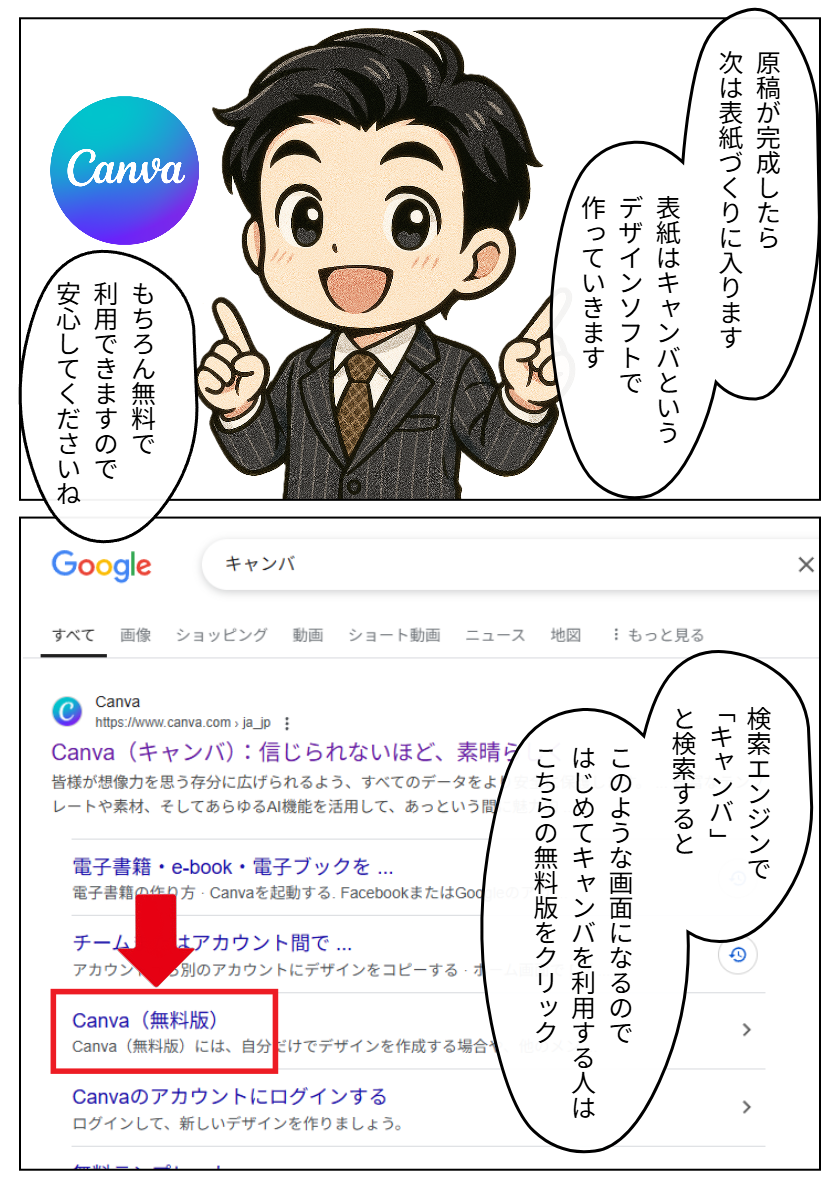 原稿が完成したら
次は表紙づくりに入ります
表紙はキャンバという
デザインソフトで
作っていきます
Canva
もちろん無料で
利用できますので
安心してくださいね
Google
キャンバ
すべて 画像 ショッピング 動画 ショート動画 ニュース 地図 もっと見る
検索エンジンで
「キャンバ」
と検索すると
このような画面になるので
はじめてキャンバを利用する人は
こちらの無料版をクリック
Canva
https://www.canva.com › ja_jp
Canva（キャンバ）：信じられないほど、素晴ら
皆様が想像力を思う存分に広げられるよう、すべてのデータをよ
レートや素材、そしてあらゆるAI機能を活用して、あっという間
電子書籍・e-book・電子ブックを ...
電子書籍の作り方 · Canvaを起動する. FacebookまたはGoogleのア
チーム はアカウント間で ...
アカウン ら別のアカウントにデザインをコピーする · ホーム
Canva（無料版）
Canva（無料版）には、自分だけでデザインを作成する場合や、他
Canvaのアカウントにログインする
ログインして、新しいデザインを作りましょう。